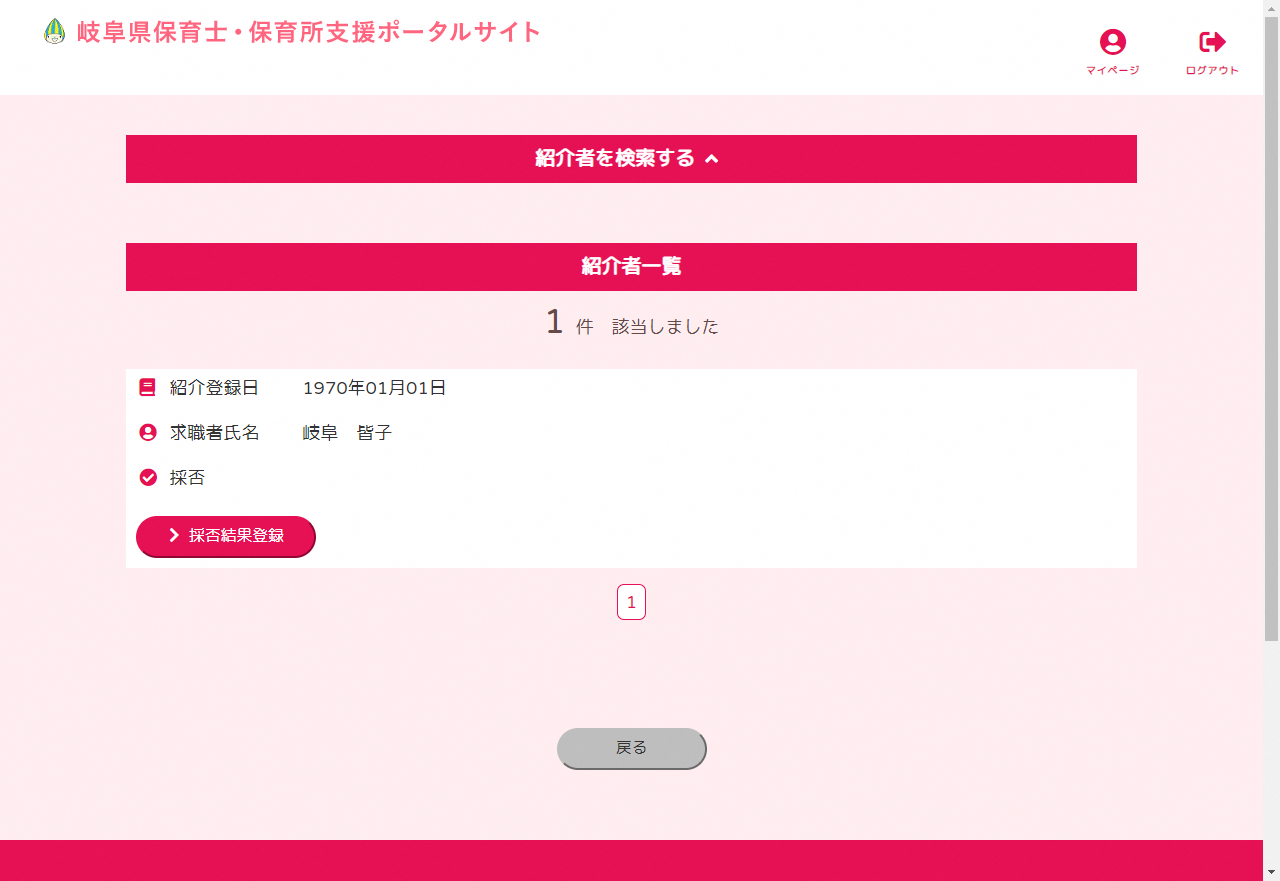 岐阜県保育士・保育所支援ポータルサイト
マイページ
ログアウト
紹介者を検索する
紹介者一覧
1 件　該当しました
紹介登録日　1970年01月01日
求職者氏名　岐阜　皆子
採否
採否結果登録
1
戻る